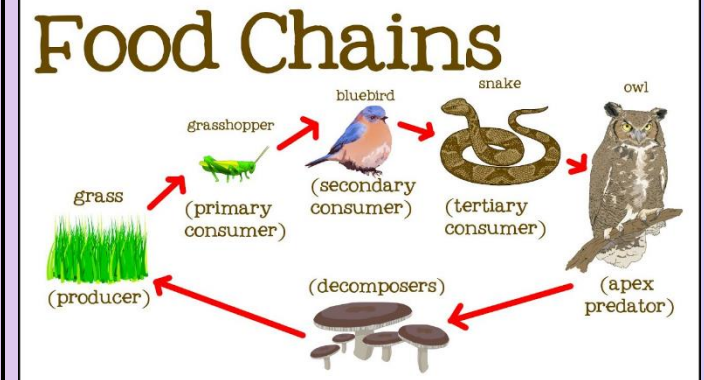 Food Chains
grass
(producer)
grasshopper
(primary
consumer)
bluebird
(secondary
consumer)
snake
(tertiary
consumer)
owl
(apex
predator)
(decomposers)